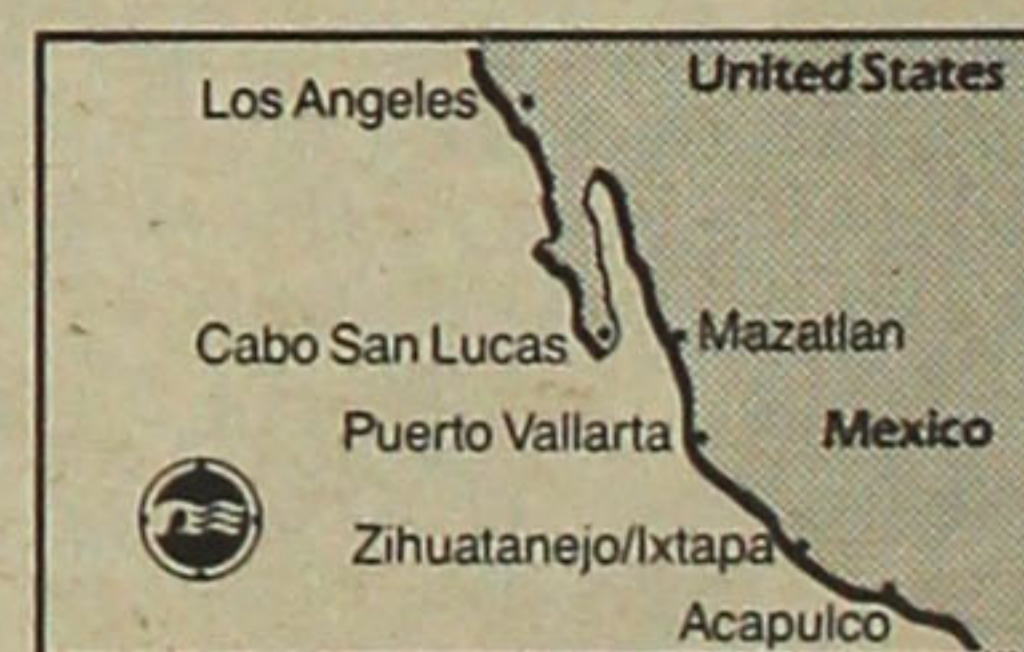 United States
Los Angeles
Cabo San Lucas
Mazatlan
Puerto Vallarta
Mexico
Zihuatanejo/Ixtapa
Acapulco